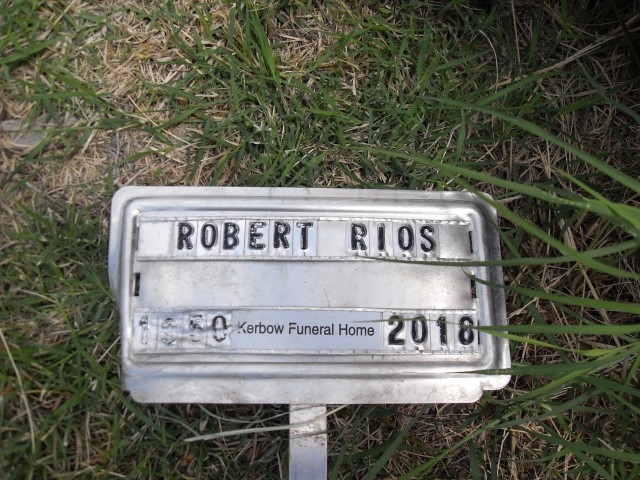 ROBERT RIOS
Kerbow Funeral Home 2018